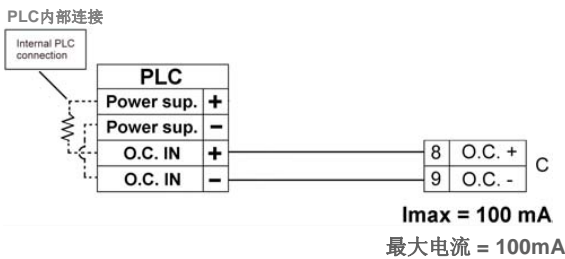 PLC内部连接
Internal PLC
connection
PLC
Power sup. +
Power sup. −
O.C. IN + 8 O.C. +
C
O.C. IN − 9 O.C. -
Imax = 100 mA
最大电流 = 100mA